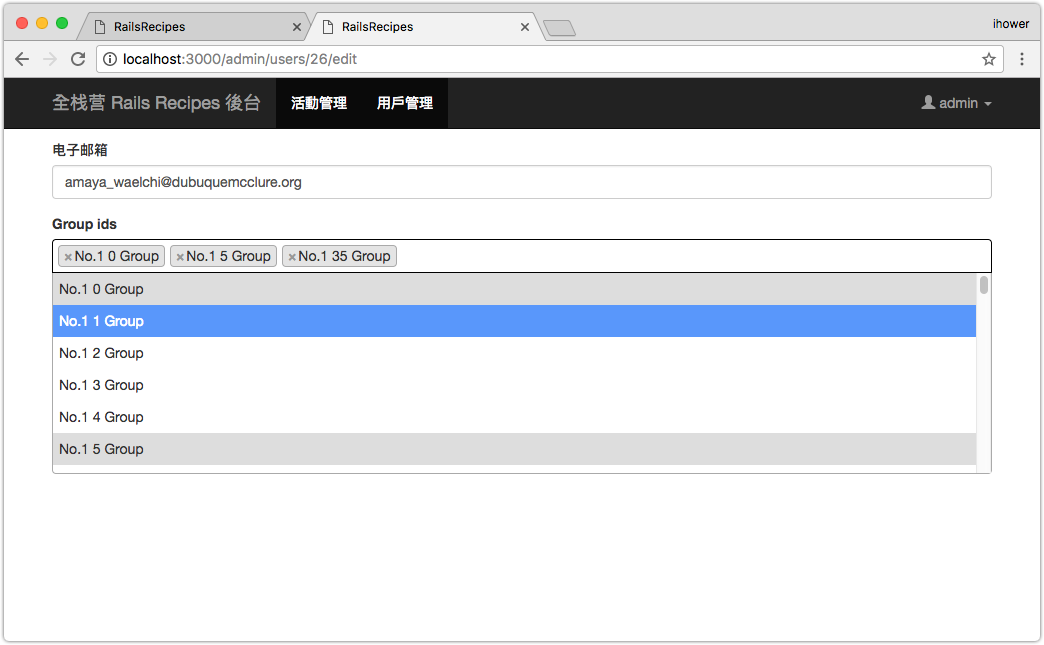 RailsRecipes
RailsRecipes
ihower
localhost:3000/admin/users/26/edit
全栈营 Rails Recipes 後台 活動管理 用戶管理 admin
电子邮箱
amaya_waelchi@dubuquemcclure.org
Group ids
×No.1 0 Group ×No.1 5 Group ×No.1 35 Group
No.1 0 Group
No.1 1 Group
No.1 2 Group
No.1 3 Group
No.1 4 Group
No.1 5 Group